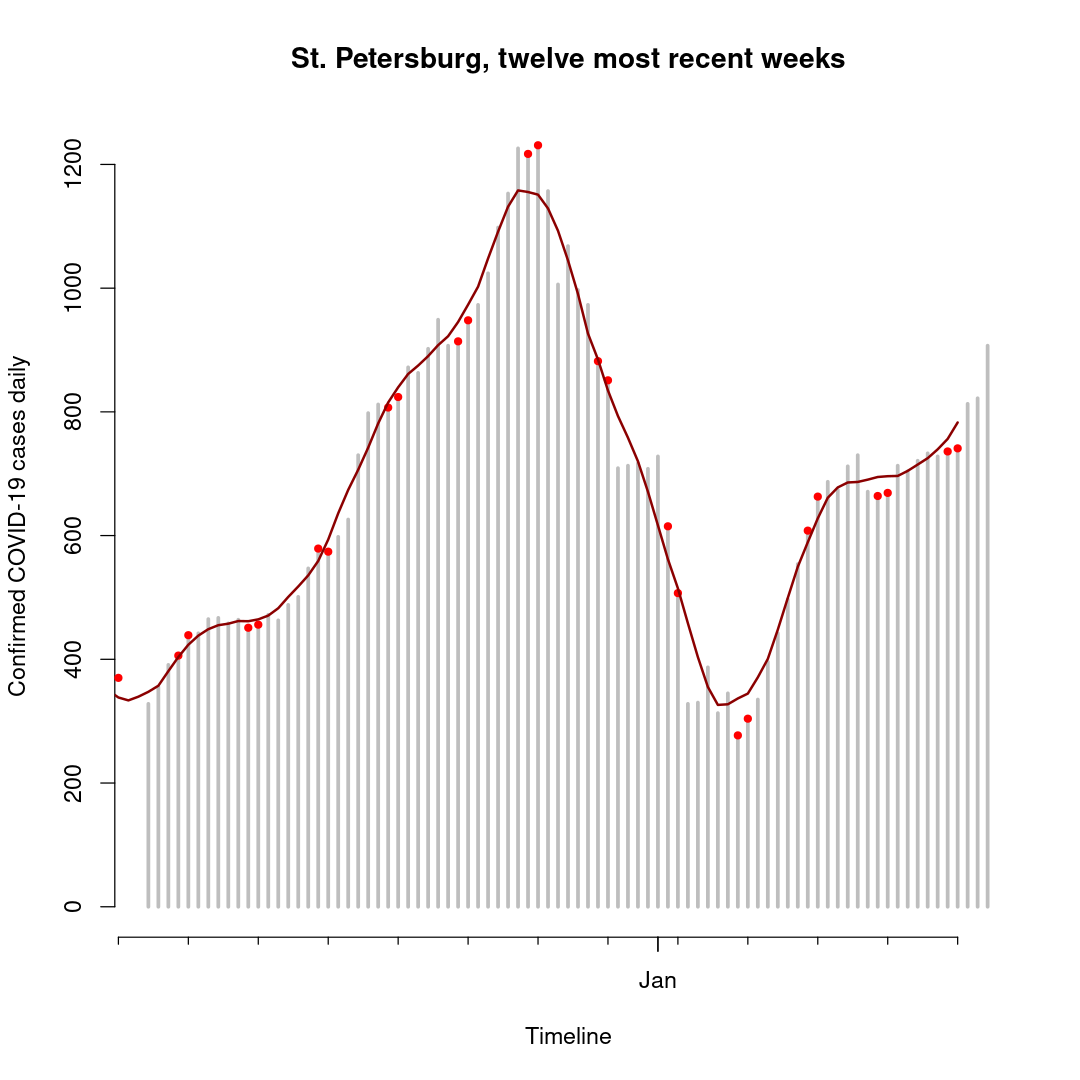 St. Petersburg, twelve most recent weeks
Confirmed COVID-19 cases daily
1200
1000
800
600
400
200
0
Jan
Timeline